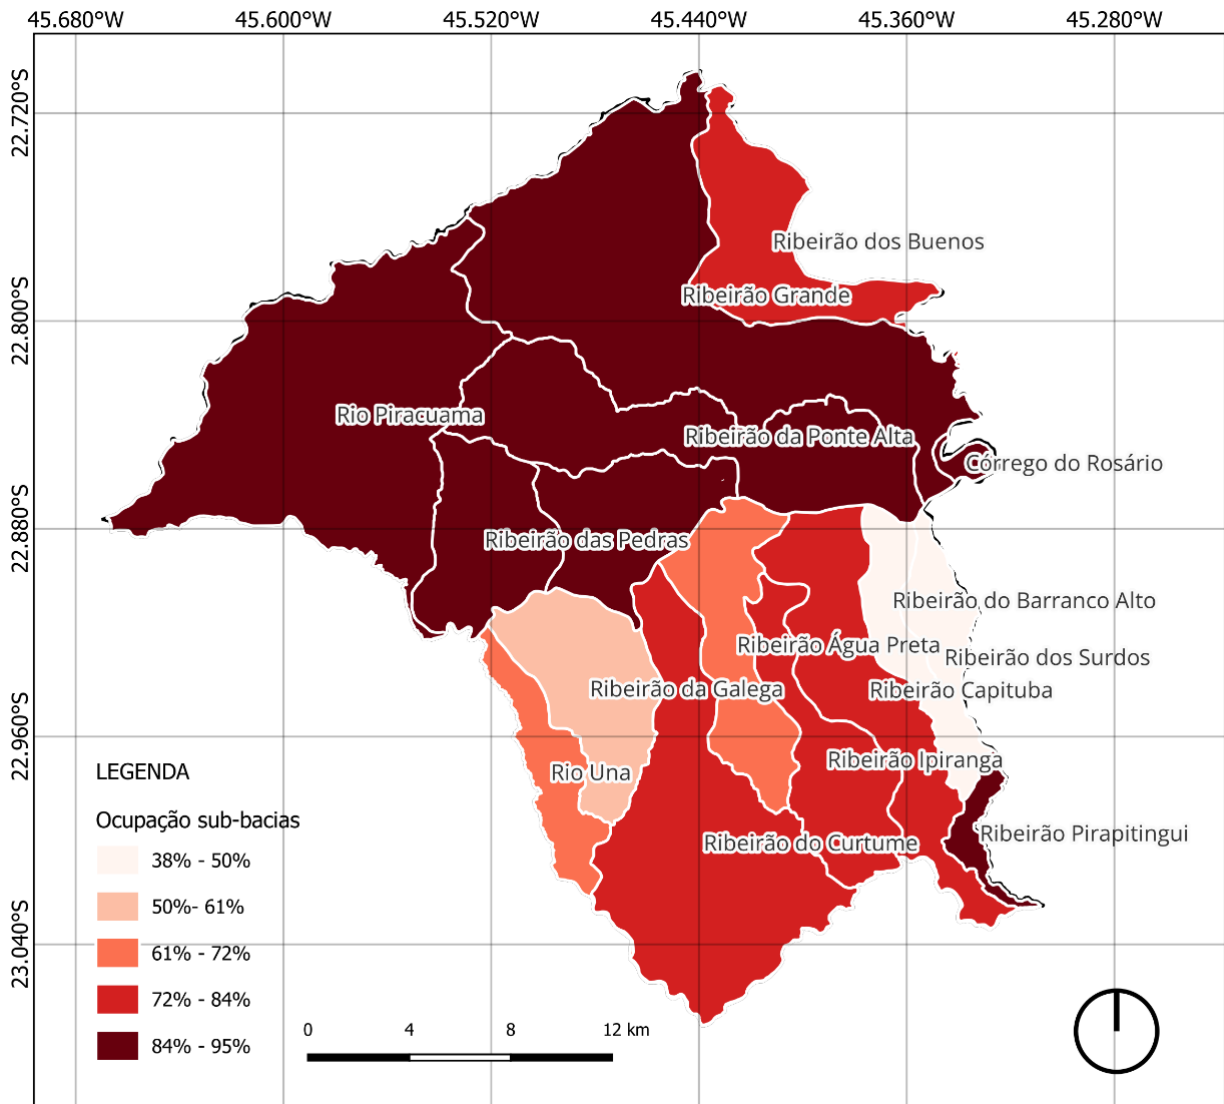 45.680°W 45.600°W 45.520°W 45.440°W 45.360°W 45.280°W
22.720°S
22.800°S
22.880°S
22.960°S
23.040°S
Ribeirão dos Buenos
Ribeirão Grande
Rio Piracuama
Ribeirão da Ponte Alta
Córrego do Rosário
Ribeirão das Pedras
Ribeirão do Barranco Alto
Ribeirão Água Preta
Ribeirão dos Surdos
Ribeirão da Galega
Ribeirão Capituba
Ribeirão Ipiranga
Rio Una
Ribeirão Pirapitingui
Ribeirão do Curtume
LEGENDA
Ocupação sub-bacias
38% - 50%
50%- 61%
61% - 72%
72% - 84%
84% - 95%
0 4 8 12 km